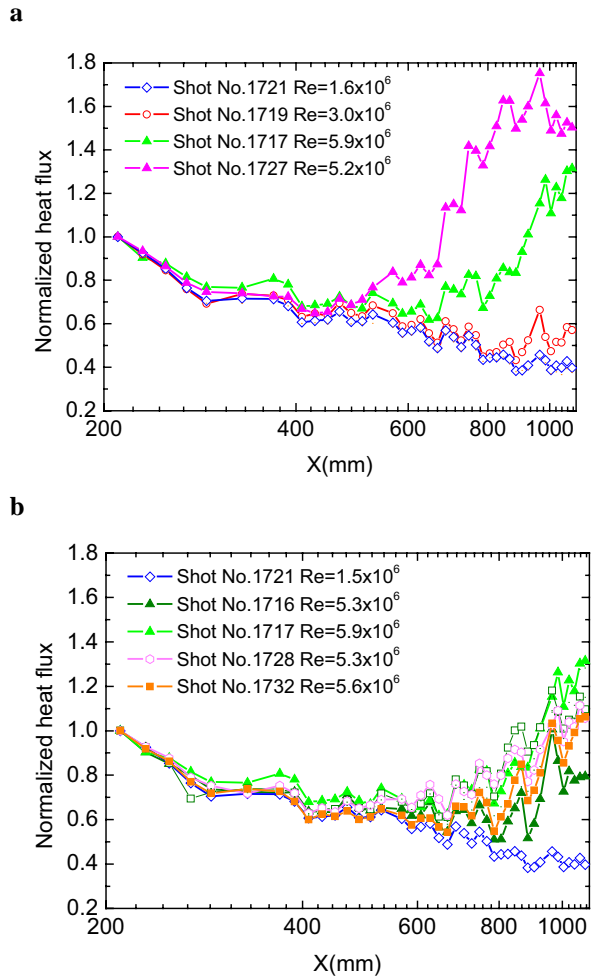 a
1.8
1.6
1.4
1.2
1.0
0.8
0.6
0.4
0.2
Normalized heat flux
Shot No.1721 Re=1.6x10⁶
Shot No.1719 Re=3.0x10⁶
Shot No.1717 Re=5.9x10⁶
Shot No.1727 Re=5.2x10⁶
200 400 600 800 1000
X(mm)
b
1.8
1.6
1.4
1.2
1.0
0.8
0.6
0.4
0.2
Normalized heat flux
Shot No.1721 Re=1.5x10⁶
Shot No.1716 Re=5.3x10⁶
Shot No.1717 Re=5.9x10⁶
Shot No.1728 Re=5.3x10⁶
Shot No.1732 Re=5.6x10⁶
200 400 600 800 1000
X(mm)